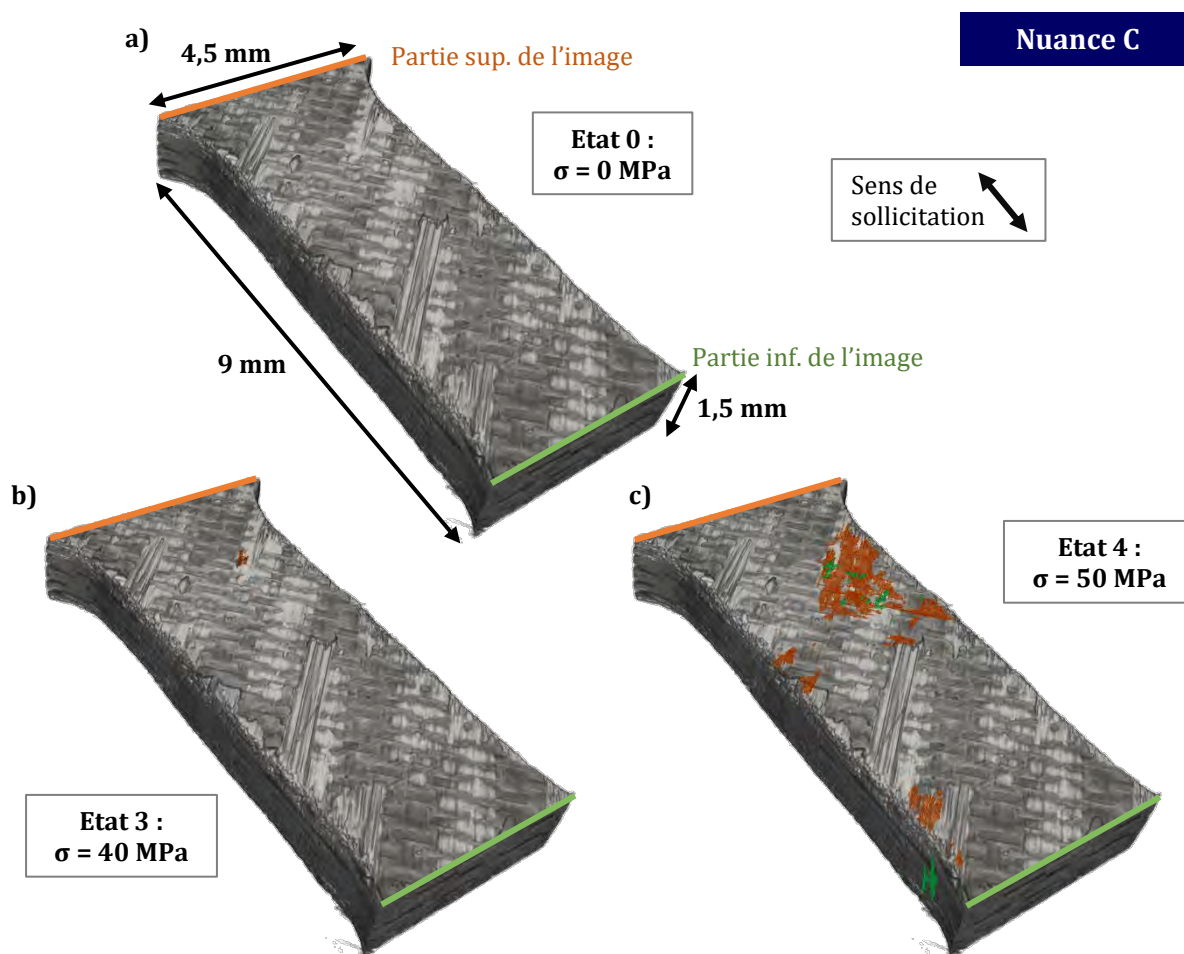 a)
4,5 mm
Partie sup. de l’image
Nuance C
Etat 0 :
σ = 0 MPa
Sens de
sollicitation
9 mm
Partie inf. de l’image
1,5 mm
b)
c)
Etat 4 :
σ = 50 MPa
Etat 3 :
σ = 40 MPa